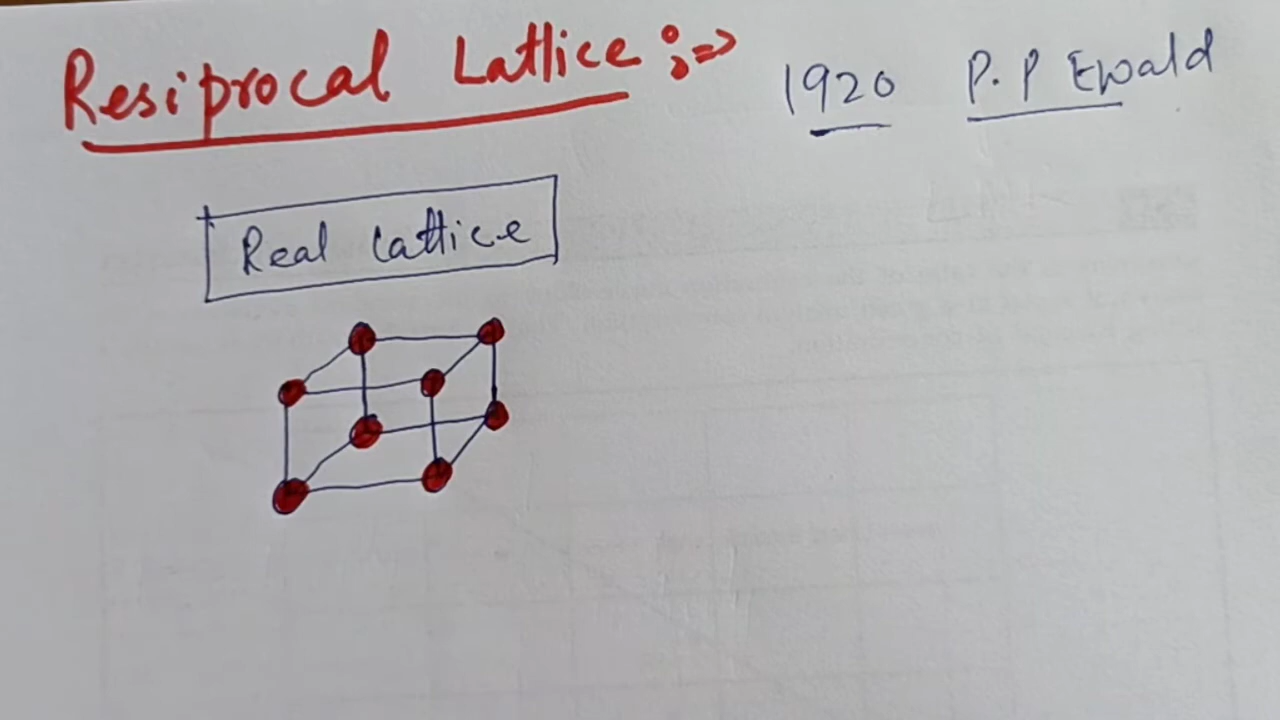 Resiprocal Lattice :⇒ 1920 P.P Ewald
Real Lattice